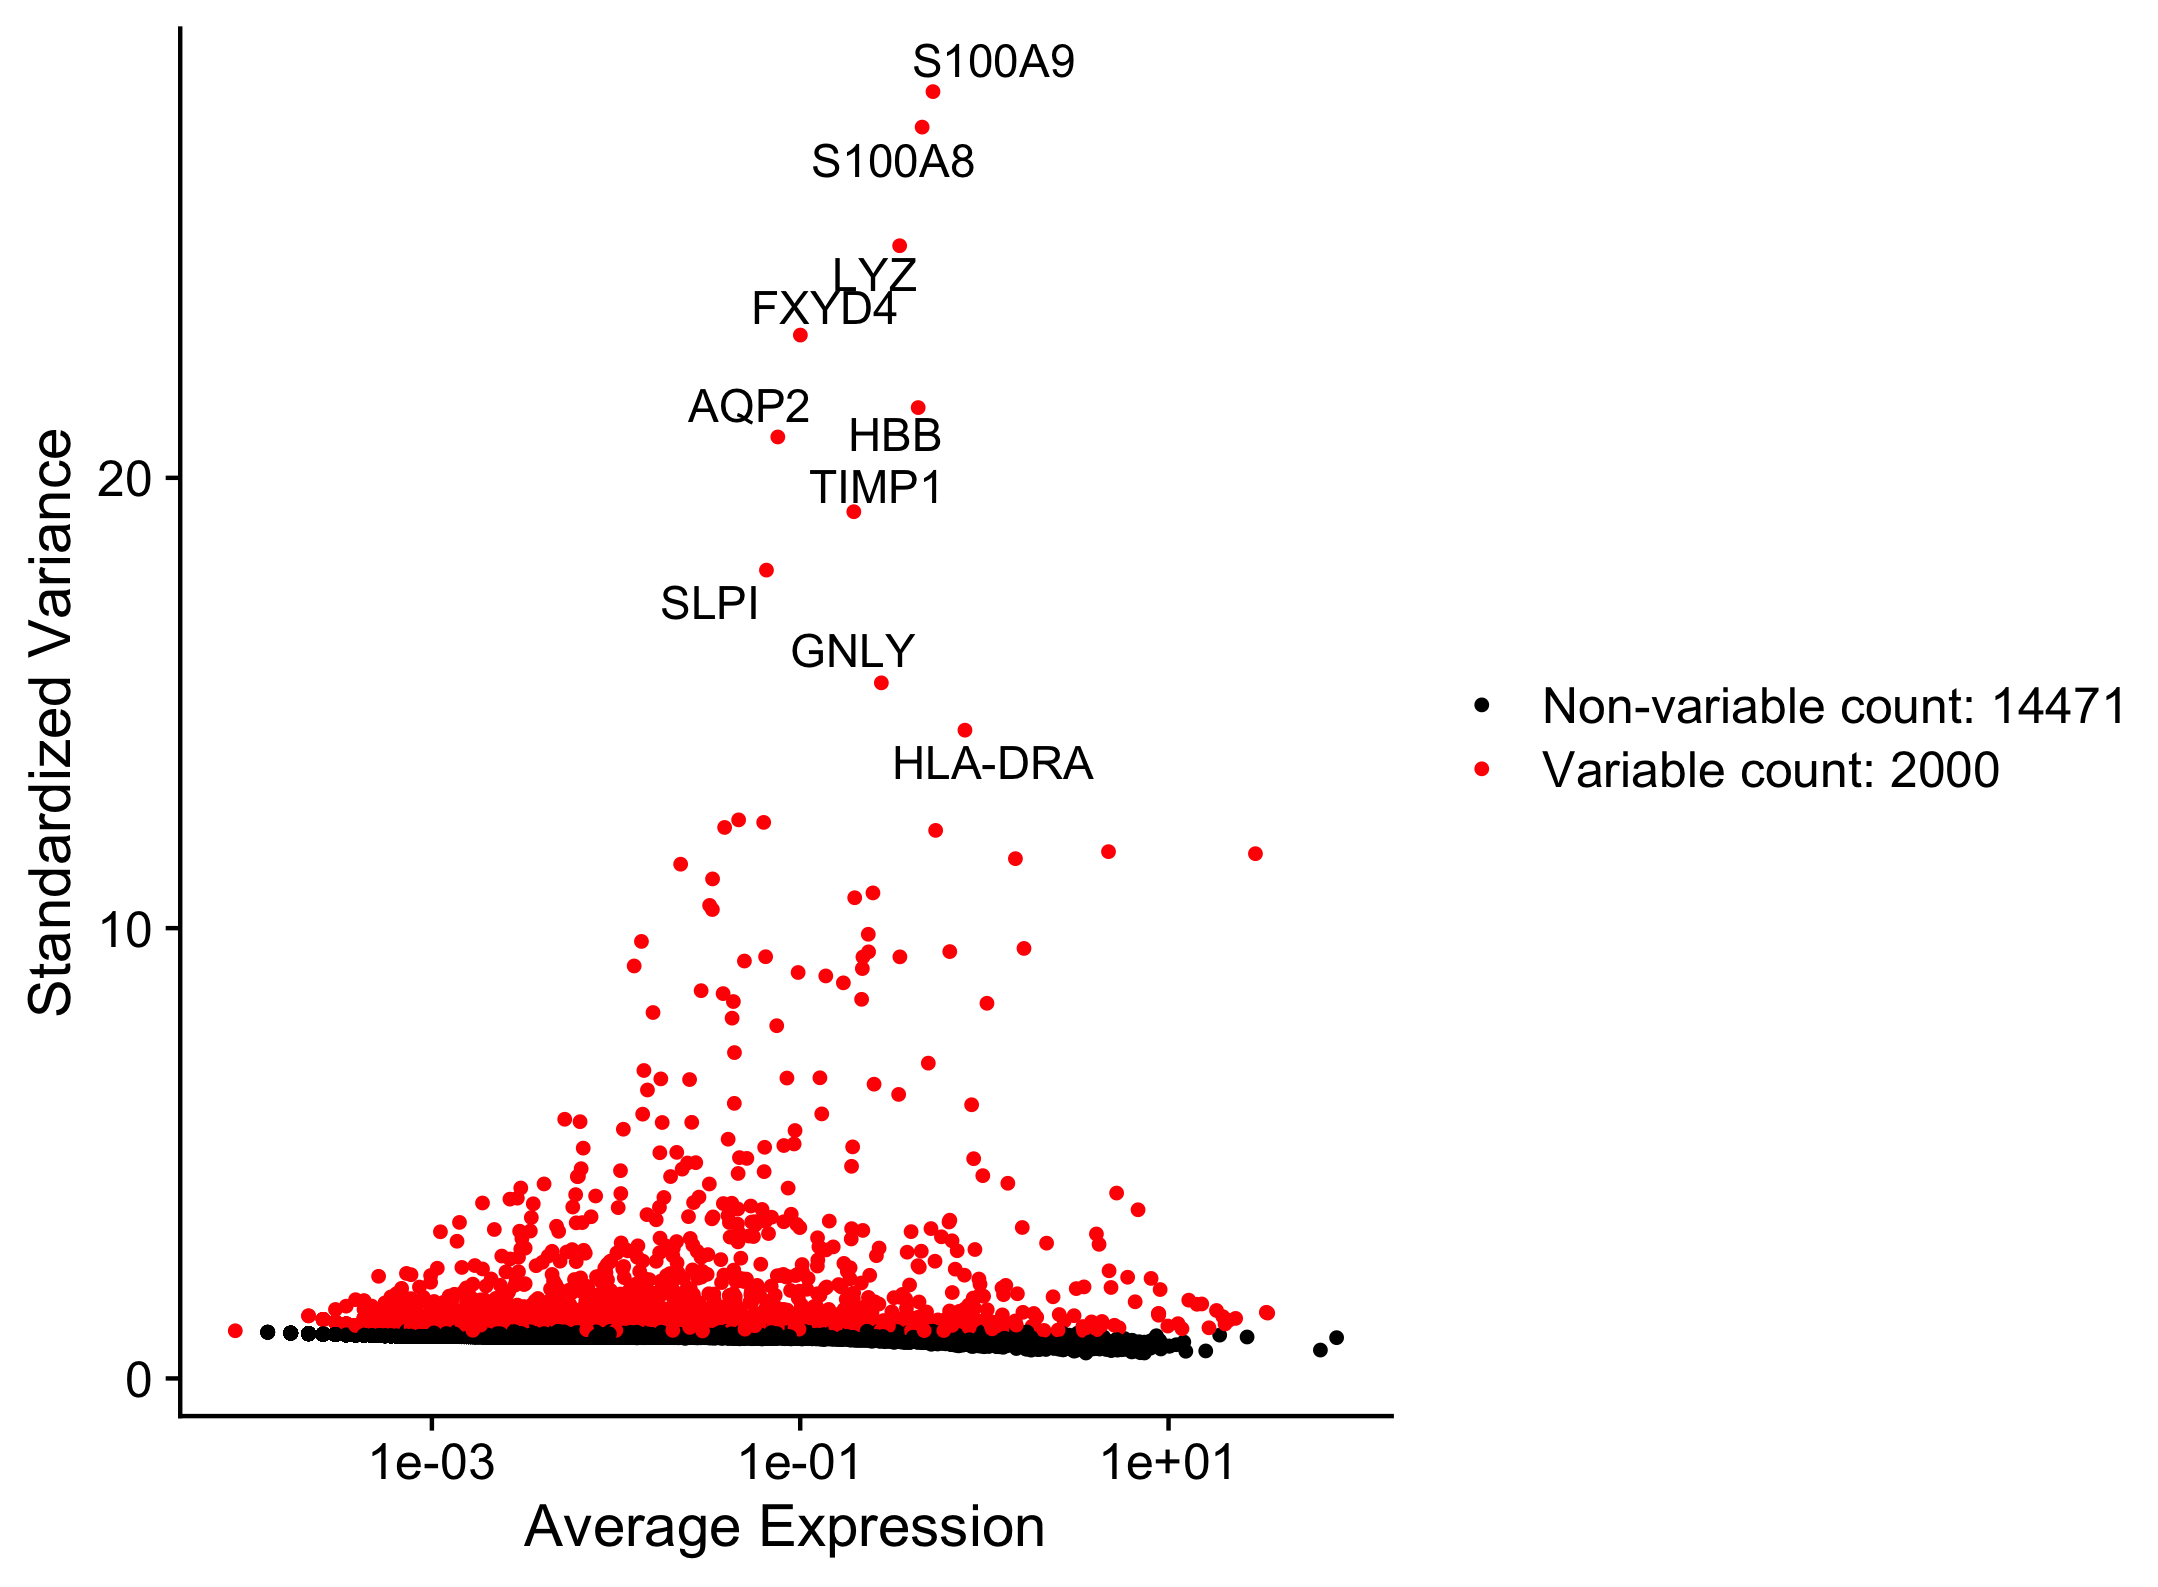 S100A9
S100A8
LYZ
FXYD4
AQP2
HBB
TIMP1
SLPI
GNLY
HLA-DRA
Standardized Variance
20
10
0
1e-03
1e-01
1e+01
Average Expression
Non-variable count: 14471
Variable count: 2000